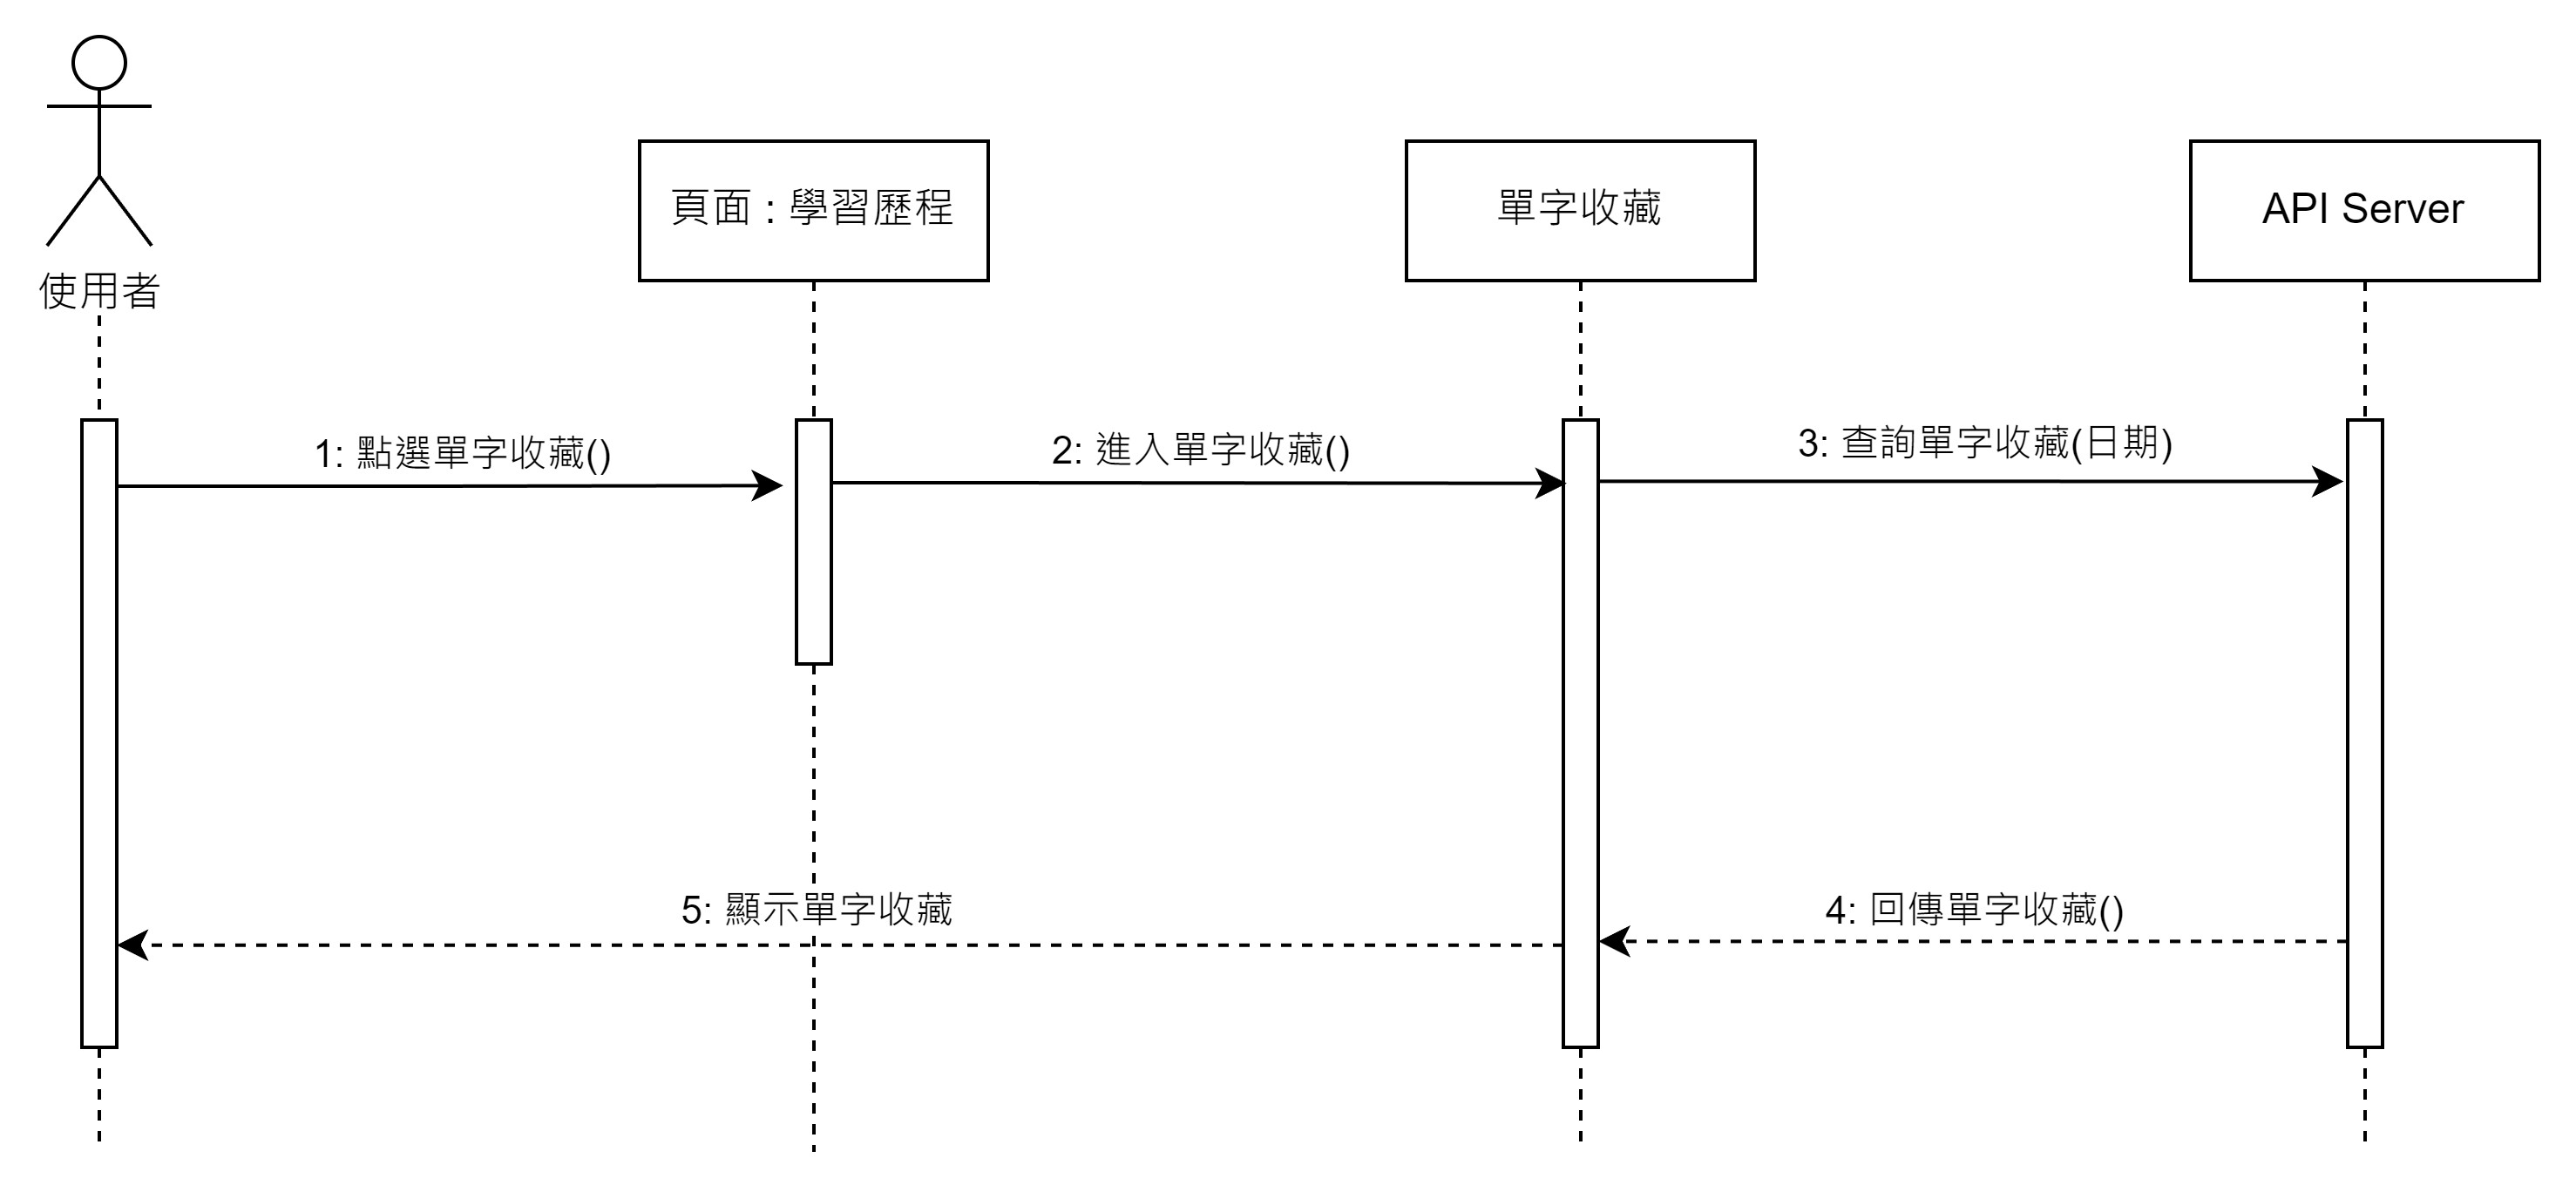 使用者
頁面 : 學習歷程
單字收藏
API Server
1: 點選單字收藏()
2: 進入單字收藏()
3: 查詢單字收藏(日期)
5: 顯示單字收藏
4: 回傳單字收藏()